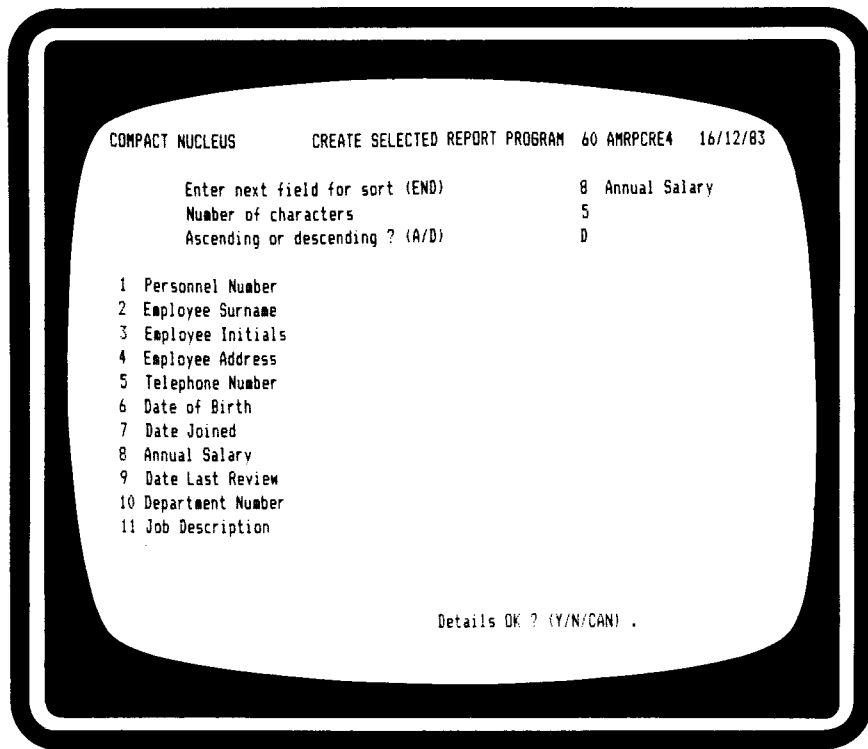 COMPACT NUCLEUS CREATE SELECTED REPORT PROGRAM 60 AMRPCRE4 16/12/83
Enter next field for sort (END) 8 Annual Salary
Number of characters 5
Ascending or descending ? (A/D) D
1 Personnel Number
2 Employee Surname
3 Employee Initials
4 Employee Address
5 Telephone Number
6 Date of Birth
7 Date Joined
8 Annual Salary
9 Date Last Review
10 Department Number
11 Job Description
Details OK ? (Y/N/CAN) .